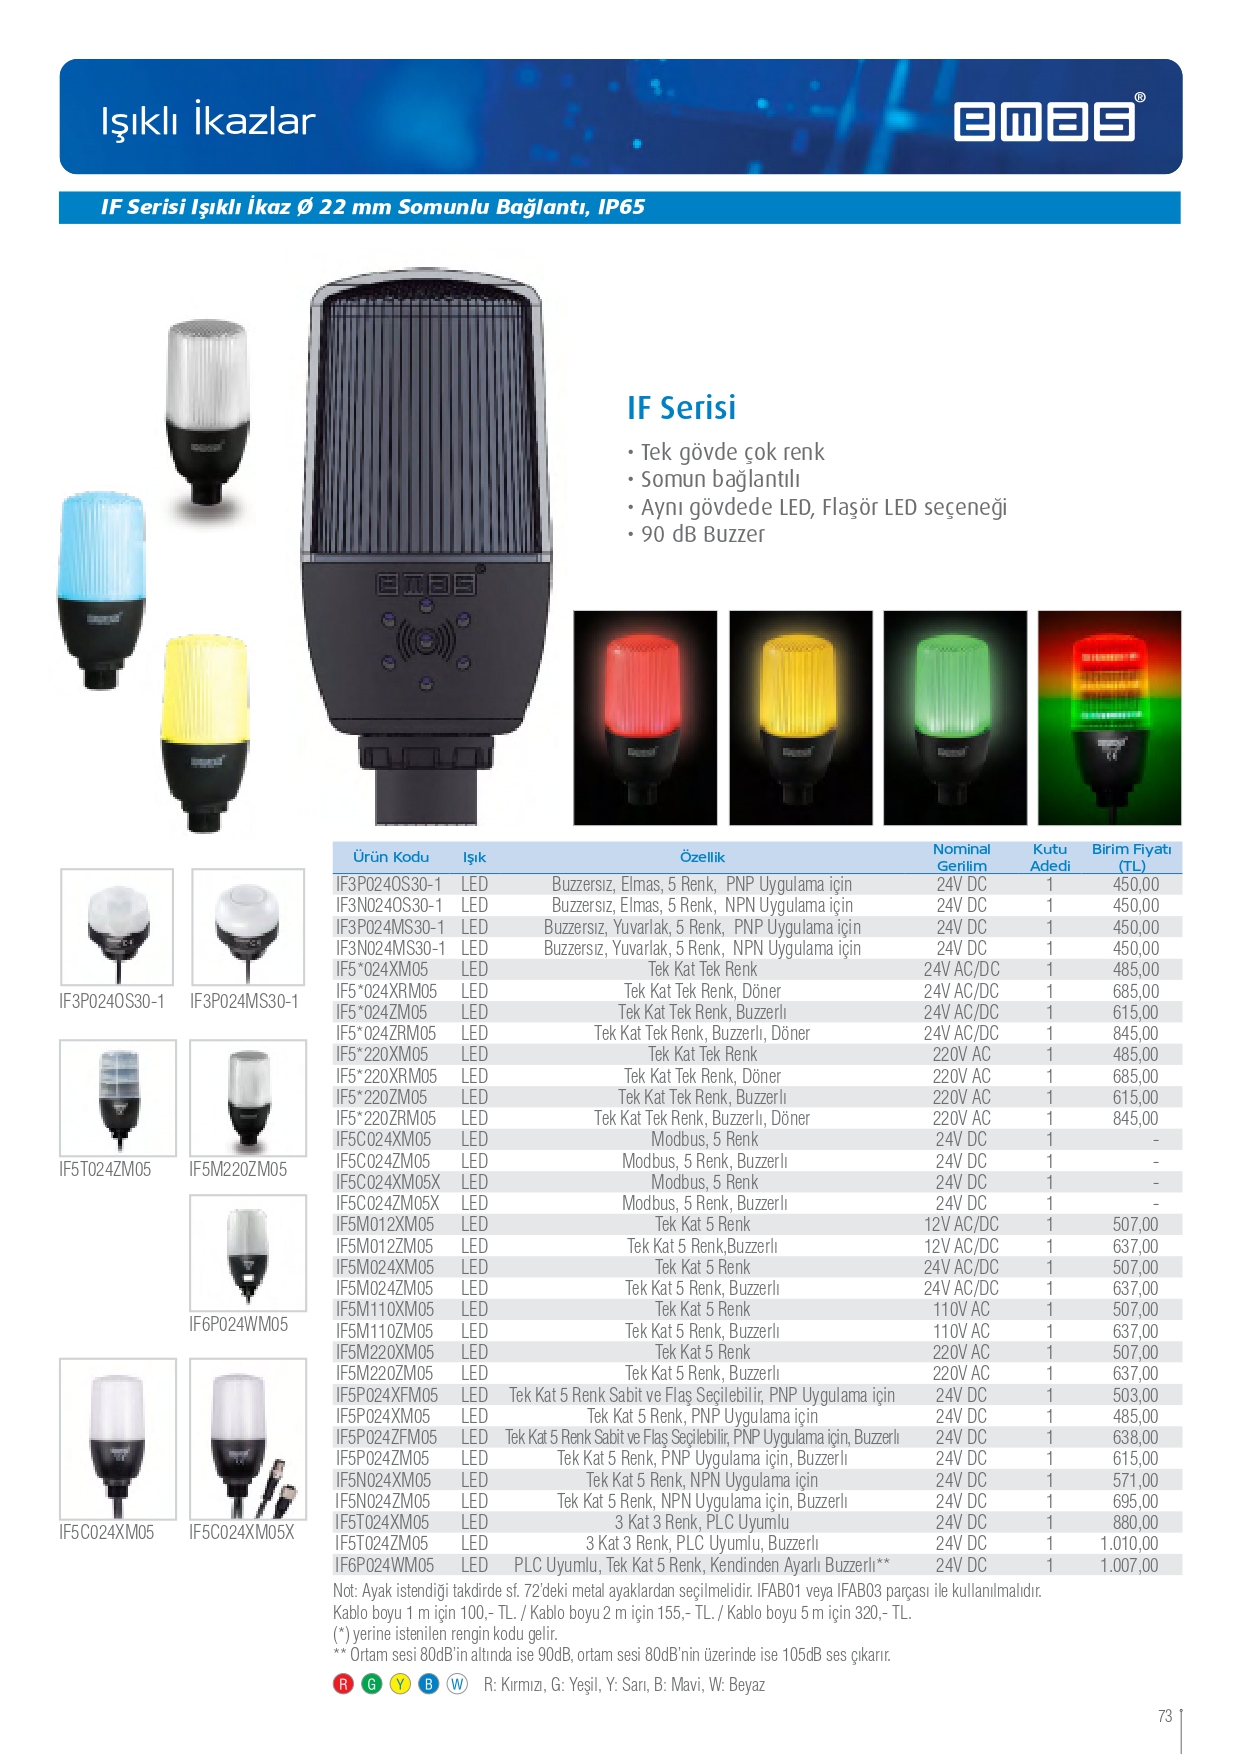 Işıklı İkazlar
emas®
IF Serisi Işıklı İkaz Ø 22 mm Somunlu Bağlantı, IP65
IF Serisi
• Tek gövde çok renk
• Somun bağlantılı
• Aynı gövdede LED, Flaşör LED seçeneği
• 90 dB Buzzer
IF3P024OS30-1 IF3P024MS30-1
IF5T024ZM05 IF5M220ZM05
IF6P024WM05
IF5C024XM05 IF5C024XM05X
Ürün Kodu Işık Özellik Nominal Gerilim Kutu Adedi Birim Fiyatı (TL)
IF3P024OS30-1 LED Buzzersız, Elmas, 5 Renk, PNP Uygulama için 24V DC 1 450,00
IF3N024OS30-1 LED Buzzersız, Elmas, 5 Renk, NPN Uygulama için 24V DC 1 450,00
IF3P024MS30-1 LED Buzzersız, Yuvarlak, 5 Renk, PNP Uygulama için 24V DC 1 450,00
IF3N024MS30-1 LED Buzzersız, Yuvarlak, 5 Renk, NPN Uygulama için 24V DC 1 450,00
IF5*024XM05 LED Tek Kat Tek Renk 24V AC/DC 1 485,00
IF5*024XRM05 LED Tek Kat Tek Renk, Döner 24V AC/DC 1 685,00
IF5*024ZM05 LED Tek Kat Tek Renk, Buzzerlı 24V AC/DC 1 615,00
IF5*024ZRM05 LED Tek Kat Tek Renk, Buzzerlı, Döner 24V AC/DC 1 845,00
IF5*220XM05 LED Tek Kat Tek Renk 220V AC 1 485,00
IF5*220XRM05 LED Tek Kat Tek Renk, Döner 220V AC 1 685,00
IF5*220ZM05 LED Tek Kat Tek Renk, Buzzerlı 220V AC 1 615,00
IF5*220ZRM05 LED Tek Kat Tek Renk, Buzzerlı, Döner 220V AC 1 845,00
IF5C024XM05 LED Modbus, 5 Renk 24V DC 1 -
IF5C024ZM05 LED Modbus, 5 Renk, Buzzerlı 24V DC 1 -
IF5C024XM05X LED Modbus, 5 Renk 24V DC 1 -
IF5C024ZM05X LED Modbus, 5 Renk, Buzzerlı 24V DC 1 -
IF5M012XM05 LED Tek Kat 5 Renk 12V AC/DC 1 507,00
IF5M012ZM05 LED Tek Kat 5 Renk,Buzzerlı 12V AC/DC 1 637,00
IF5M024XM05 LED Tek Kat 5 Renk 24V AC/DC 1 507,00
IF5M024ZM05 LED Tek Kat 5 Renk, Buzzerlı 24V AC/DC 1 637,00
IF5M110XM05 LED Tek Kat 5 Renk 110V AC 1 507,00
IF5M110ZM05 LED Tek Kat 5 Renk, Buzzerlı 110V AC 1 637,00
IF5M220XM05 LED Tek Kat 5 Renk 220V AC 1 507,00
IF5M220ZM05 LED Tek Kat 5 Renk, Buzzerlı 220V AC 1 637,00
IF5P024XFM05 LED Tek Kat 5 Renk Sabit ve Flaş Seçilebilir, PNP Uygulama için 24V DC 1 503,00
IF5P024XM05 LED Tek Kat 5 Renk, PNP Uygulama için 24V DC 1 485,00
IF5P024ZFM05 LED Tek Kat 5 Renk Sabit ve Flaş Seçilebilir, PNP Uygulama için, Buzzerlı 24V DC 1 638,00
IF5P024ZM05 LED Tek Kat 5 Renk, PNP Uygulama için, Buzzerlı 24V DC 1 615,00
IF5N024XM05 LED Tek Kat 5 Renk, NPN Uygulama için 24V DC 1 571,00
IF5N024ZM05 LED Tek Kat 5 Renk, NPN Uygulama için, Buzzerlı 24V DC 1 695,00
IF5T024XM05 LED 3 Kat 3 Renk, PLC Uyumlu 24V DC 1 880,00
IF5T024ZM05 LED 3 Kat 3 Renk, PLC Uyumlu, Buzzerlı 24V DC 1 1.010,00
IF6P024WM05 LED PLC Uyumlu, Tek Kat 5 Renk, Kendinden Ayarlı Buzzerlı** 24V DC 1 1.007,00
Not: Ayak istendiği takdirde sf. 72'deki metal ayaklardan seçilmelidir. IFAB01 veya IFAB03 parçası ile kullanılmalıdır.
Kablo boyu 1 m için 100,- TL. / Kablo boyu 2 m için 155,- TL. / Kablo boyu 5 m için 320,- TL.
(*) yerine istenilen rengin kodu gelir.
** Ortam sesi 80dB'in altında ise 90dB, ortam sesi 80dB'nin üzerinde ise 105dB ses çıkarır.
R G Y B W R: Kırmızı, G: Yeşil, Y: Sarı, B: Mavi, W: Beyaz
73